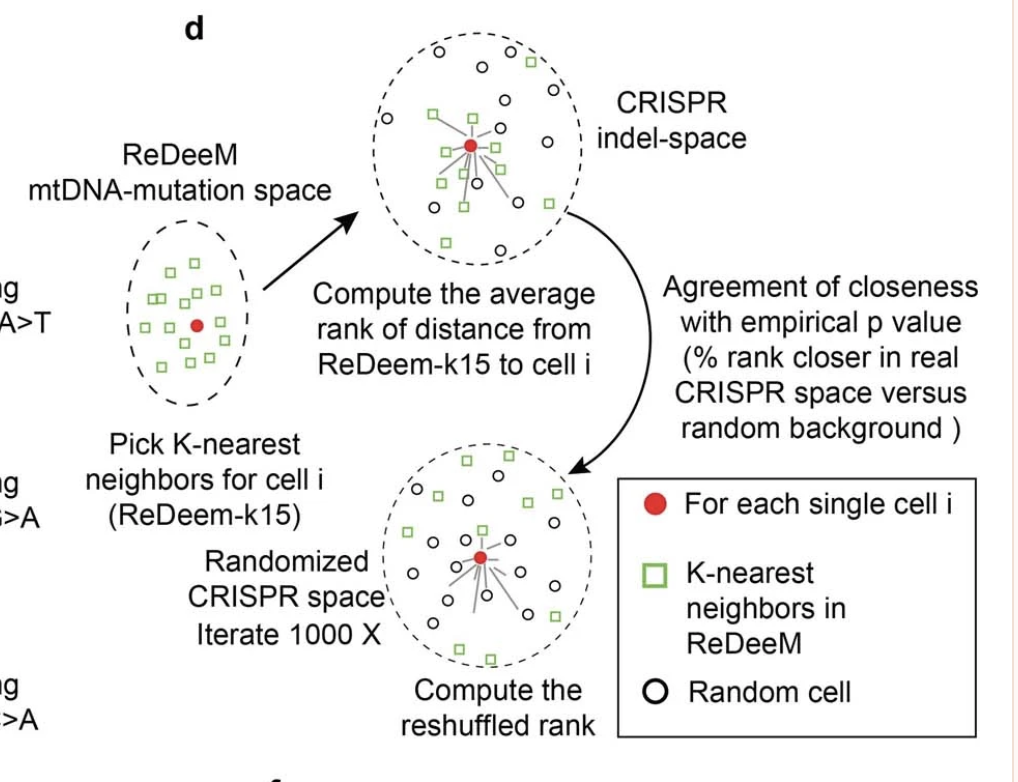 d
CRISPR
indel-space
ReDeeM
mtDNA-mutation space
Compute the average
rank of distance from
ReDeem-k15 to cell i
Agreement of closeness
with empirical p value
(% rank closer in real
CRISPR space versus
random background )
Pick K-nearest
neighbors for cell i
(ReDeem-k15)
Randomized
CRISPR space
Iterate 1000 X
Compute the
reshuffled rank
For each single cell i
K-nearest
neighbors in
ReDeeM
Random cell
A>T
>A
>A